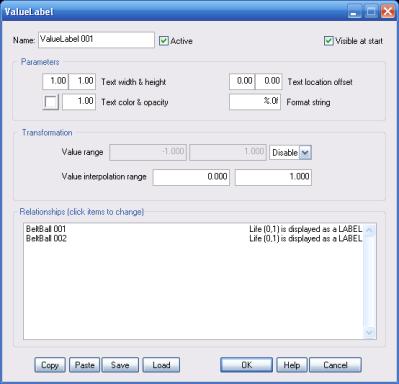 ValueLabel
Name: ValueLabel 001 Active Visible at start
Parameters
1.00 1.00 Text width & height 0.00 0.00 Text location offset
1.00 Text color & opacity %.0f Format string
Transformation
Value range -1.000 1.000 Disable
Value interpolation range 0.000 1.000
Relationships (click items to change)
BeltBall 001 Life (0,1) is displayed as a LABEL
BeltBall 002 Life (0,1) is displayed as a LABEL
Copy Paste Save Load OK Help Cancel